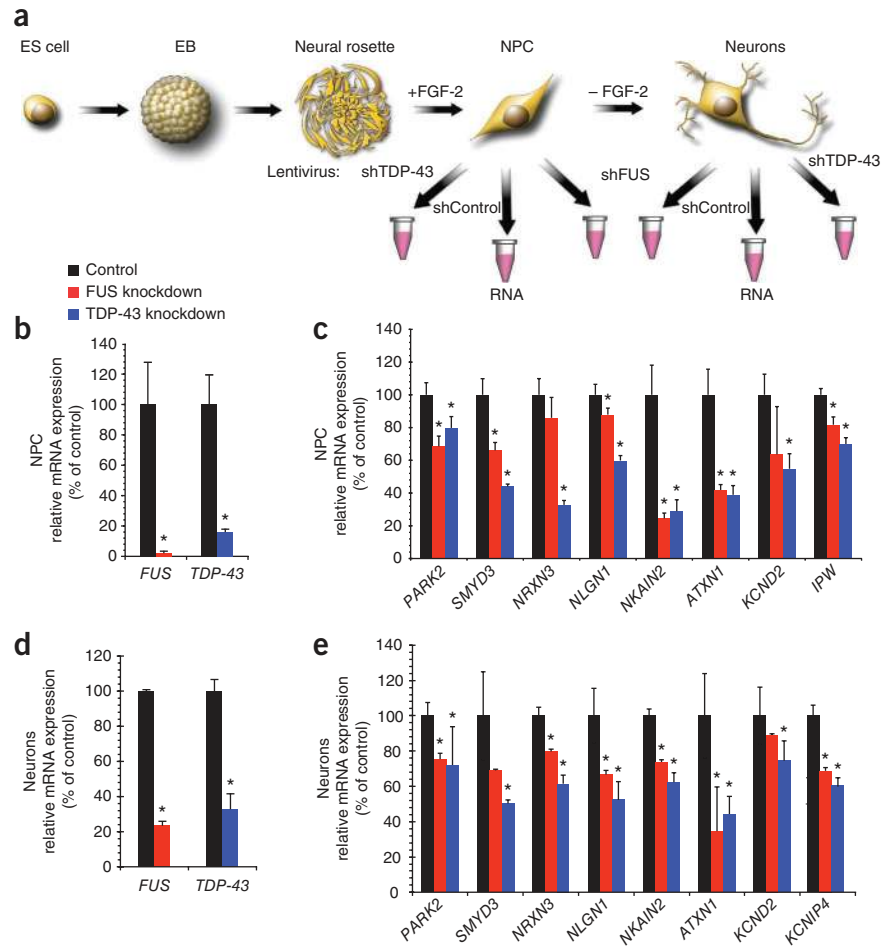 a
ES cell
EB
Neural rosette
NPC
Neurons
+FGF-2
– FGF-2
Lentivirus: shTDP-43
shControl
shFUS
shControl
shTDP-43
RNA
RNA
Control
FUS knockdown
TDP-43 knockdown
b
NPC
relative mRNA expression
(% of control)
120
100
80
60
40
20
0
*
*
FUS
TDP-43
c
NPC
relative mRNA expression
(% of control)
140
120
100
80
60
40
20
0
* * * * * * * * * * * * * *
PARK2
SMYD3
NRXN3
NLGN1
NKAIN2
ATXN1
KCND2
IPW
d
Neurons
relative mRNA expression
(% of control)
120
100
80
60
40
20
0
*
*
FUS
TDP-43
e
Neurons
relative mRNA expression
(% of control)
140
120
100
80
60
40
20
0
* * * * * * * * * * * * * *
PARK2
SMYD3
NRXN3
NLGN1
NKAIN2
ATXN1
KCND2
KCNIP4